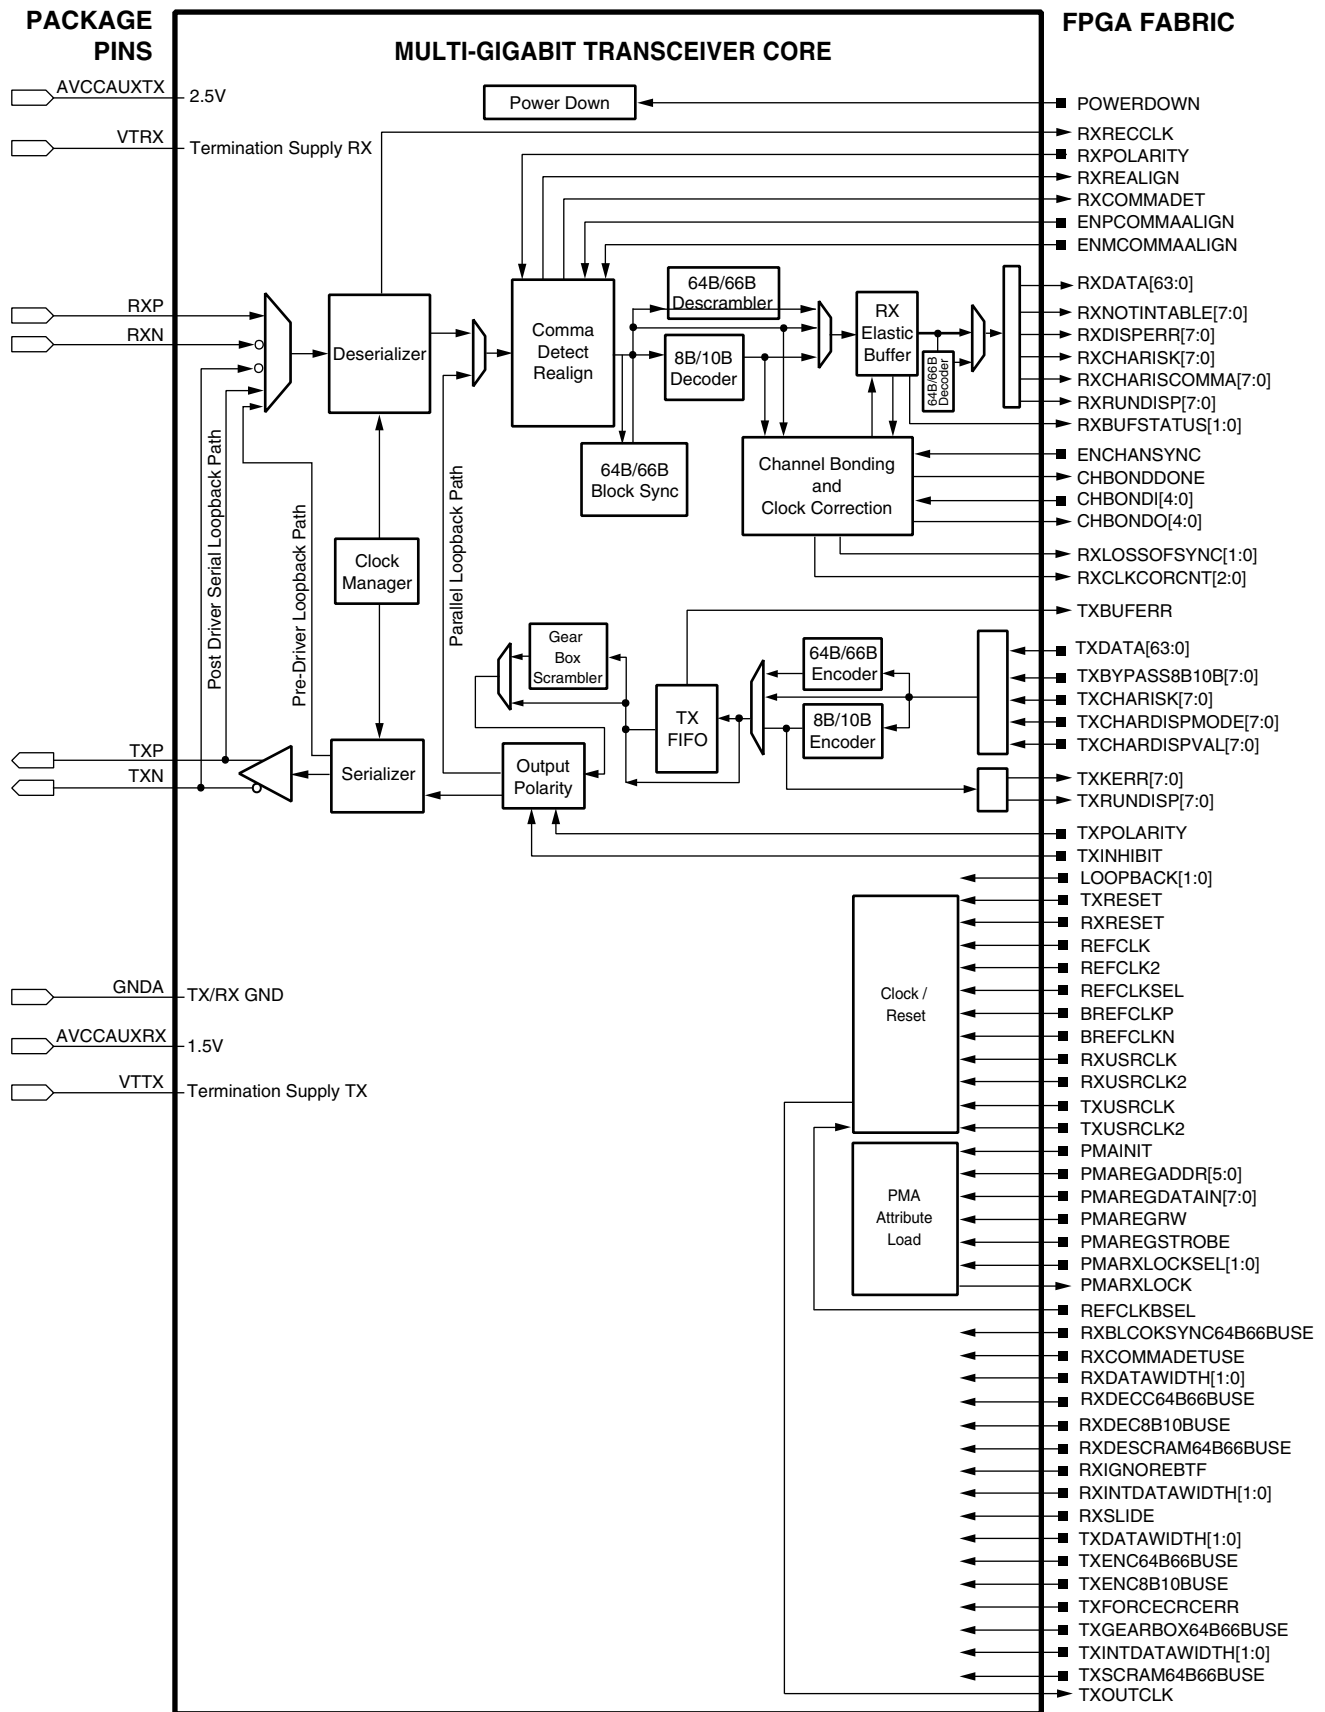 PACKAGE
PINS
MULTI-GIGABIT TRANSCEIVER CORE
FPGA FABRIC
AVCCAUXTX
2.5V
VTRX
Termination Supply RX
Power Down
POWERDOWN
RXRECCLK
RXPOLARITY
RXREALIGN
RXCOMMADET
ENPCOMMAALIGN
ENMCOMMAALIGN
RXP
RXN
Deserializer
Comma
Detect
Realign
64B/66B
Descrambler
8B/10B
Decoder
64B/66B
Block Sync
RX
Elastic
Buffer
64B/66B
Decoder
Channel Bonding
and
Clock Correction
RXDATA[63:0]
RXNOTINTABLE[7:0]
RXDISPERR[7:0]
RXCHARISK[7:0]
RXCHARISCOMMA[7:0]
RXRUNDISP[7:0]
RXBUFSTATUS[1:0]
ENCHANSYNC
CHBONDDONE
CHBONDI[4:0]
CHBONDO[4:0]
RXLOSSOFSYNC[1:0]
RXCLKCORCNT[2:0]
Post Driver Serial Loopback Path
Pre-Driver Loopback Path
Clock
Manager
Parallel Loopback Path
TXBUFERR
Gear
Box
Scrambler
TX
FIFO
64B/66B
Encoder
8B/10B
Encoder
TXDATA[63:0]
TXBYPASS8B10B[7:0]
TXCHARISK[7:0]
TXCHARDISPMODE[7:0]
TXCHARDISPVAL[7:0]
TXKERR[7:0]
TXRUNDISP[7:0]
TXP
TXN
Serializer
Output
Polarity
TXPOLARITY
TXINHIBIT
LOOPBACK[1:0]
TXRESET
RXRESET
REFCLK
REFCLK2
REFCLKSEL
BREFCLKP
BREFCLKN
RXUSRCLK
RXUSRCLK2
TXUSRCLK
TXUSRCLK2
Clock /
Reset
GNDA
TX/RX GND
AVCCAUXRX
1.5V
VTTX
Termination Supply TX
PMA
Attribute
Load
PMAINIT
PMAREGADDR[5:0]
PMAREGDATAIN[7:0]
PMAREGRW
PMAREGSTROBE
PMARXLOCKSEL[1:0]
PMARXLOCK
REFCLKBSEL
RXBLCOKSYNC64B66BUSE
RXCOMMADETUSE
RXDATAWIDTH[1:0]
RXDECC64B66BUSE
RXDEC8B10BUSE
RXDESCRAM64B66BUSE
RXIGNOREBTF
RXINTDATAWIDTH[1:0]
RXSLIDE
TXDATAWIDTH[1:0]
TXENC64B66BUSE
TXENC8B10BUSE
TXFORCECRCERR
TXGEARBOX64B66BUSE
TXINTDATAWIDTH[1:0]
TXSCRAM64B66BUSE
TXOUTCLK